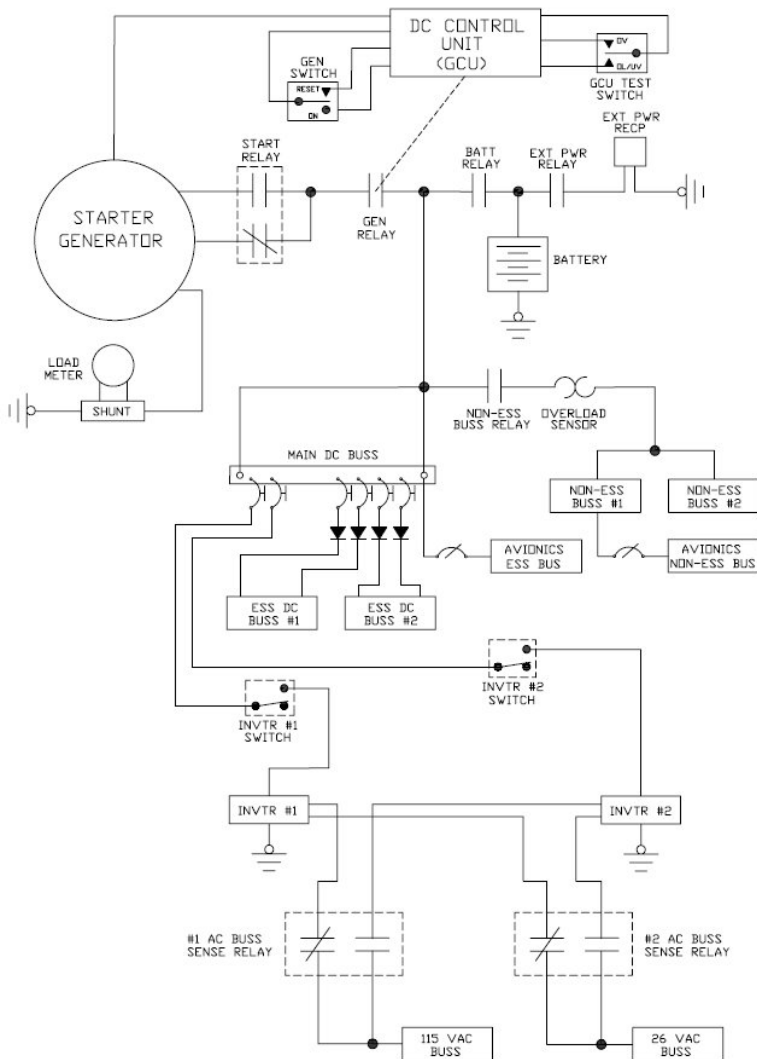 DC CONTROL
UNIT
(GCU)
GEN
SWITCH
RESET
ON
OV
OL/UV
GCU TEST
SWITCH
EXT PWR
RECP
START
RELAY
BATT
RELAY
EXT PWR
RELAY
STARTER
GENERATOR
GEN
RELAY
BATTERY
LOAD
METER
SHUNT
NON-ESS
BUSS RELAY
OVERLOAD
SENSOR
MAIN DC BUSS
NON-ESS
BUSS #1
NON-ESS
BUSS #2
AVIONICS
ESS BUS
AVIONICS
NON-ESS BUS
ESS DC
BUSS #1
ESS DC
BUSS #2
INVTR #2
SWITCH
INVTR #1
SWITCH
INVTR #1
INVTR #2
#1 AC BUSS
SENSE RELAY
#2 AC BUSS
SENSE RELAY
115 VAC
BUSS
26 VAC
BUSS